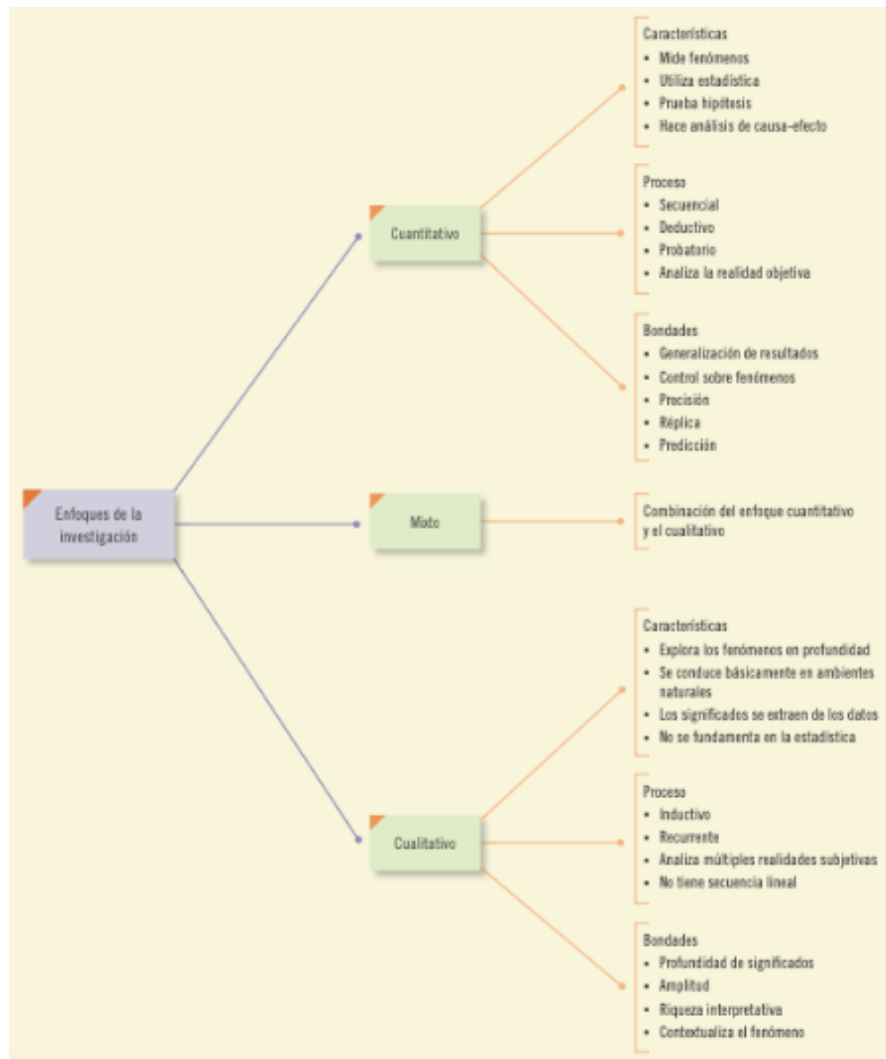 Enfoques de la
investigación
Cuantitativo
Características
• Mide fenómenos
• Utiliza estadística
• Prueba hipótesis
• Hace análisis de causa-efecto
Proceso
• Secuencial
• Deductivo
• Probatorio
• Analiza la realidad objetiva
Bondades
• Generalización de resultados
• Control sobre fenómenos
• Precisión
• Réplica
• Predicción
Mixto
Combinación del enfoque cuantitativo
y el cualitativo
Cualitativo
Características
• Explora los fenómenos en profundidad
• Se conduce básicamente en ambientes
naturales
• Los significados se extraen de los datos
• No se fundamenta en la estadística
Proceso
• Inductivo
• Recurrente
• Analiza múltiples realidades subjetivas
• No tiene secuencia lineal
Bondades
• Profundidad de significados
• Amplitud
• Riqueza interpretativa
• Contextualiza el fenómeno